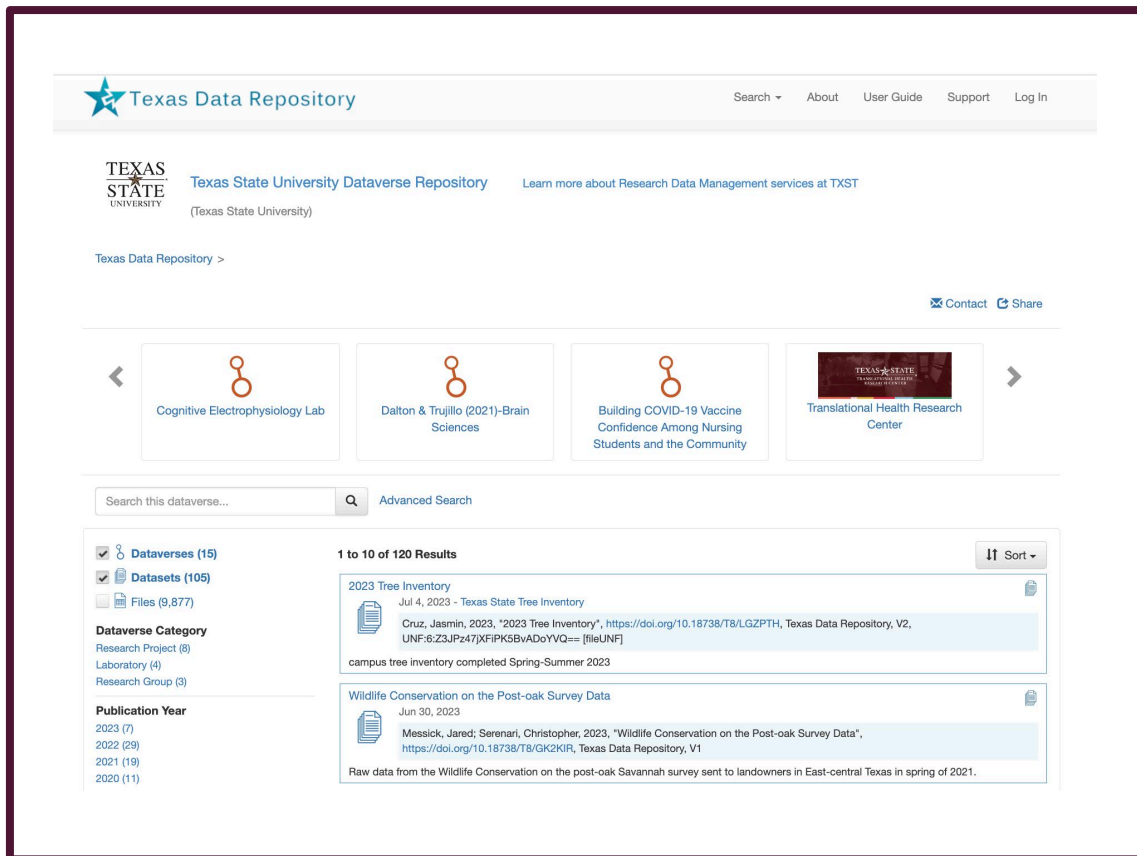 Texas Data Repository
Search About User Guide Support Log In
TEXAS
STATE
UNIVERSITY
Texas State University Dataverse Repository Learn more about Research Data Management services at TXST
(Texas State University)
Texas Data Repository >
Contact Share
Cognitive Electrophysiology Lab
Dalton & Trujillo (2021)-Brain
Sciences
Building COVID-19 Vaccine
Confidence Among Nursing
Students and the Community
TEXAS STATE
TRANSLATIONAL HEALTH
RESEARCH CENTER
Translational Health Research
Center
Search this dataverse...
Advanced Search
Dataverses (15)
Datasets (105)
Files (9,877)
Dataverse Category
Research Project (8)
Laboratory (4)
Research Group (3)
Publication Year
2023 (7)
2022 (29)
2021 (19)
2020 (11)
1 to 10 of 120 Results
Sort
2023 Tree Inventory
Jul 4, 2023 - Texas State Tree Inventory
Cruz, Jasmin, 2023, "2023 Tree Inventory", https://doi.org/10.18738/T8/LGZPTH, Texas Data Repository, V2,
UNF:6:Z3JPz47jXFiPK5BvADoYVQ== [fileUNF]
campus tree inventory completed Spring-Summer 2023
Wildlife Conservation on the Post-oak Survey Data
Jun 30, 2023
Messick, Jared; Serenari, Christopher, 2023, "Wildlife Conservation on the Post-oak Survey Data",
https://doi.org/10.18738/T8/GK2KIR, Texas Data Repository, V1
Raw data from the Wildlife Conservation on the post-oak Savannah survey sent to landowners in East-central Texas in spring of 2021.